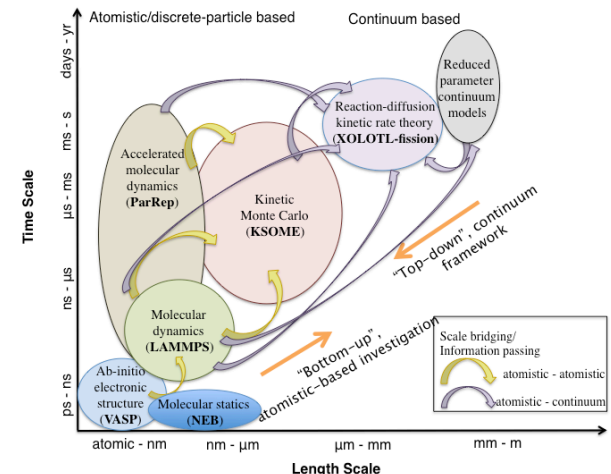 Atomistic/discrete-particle based
Continuum based
Time Scale
days - yr
ms - s
μs - ms
ns - μs
ps - ns
Reduced
parameter
continuum
models
Reaction-diffusion
kinetic rate theory
(XOLOTL-fission)
Accelerated
molecular
dynamics
(ParRep)
Kinetic
Monte Carlo
(KSOME)
"Top-down", continuum
framework
Molecular
dynamics
(LAMMPS)
"Bottom-up",
atomistic-based investigation
Scale bridging/
Information passing
atomistic - atomistic
atomistic - continuum
Ab-initio
electronic
structure
(VASP)
Molecular statics
(NEB)
atomic - nm
nm - μm
μm - mm
mm - m
Length Scale